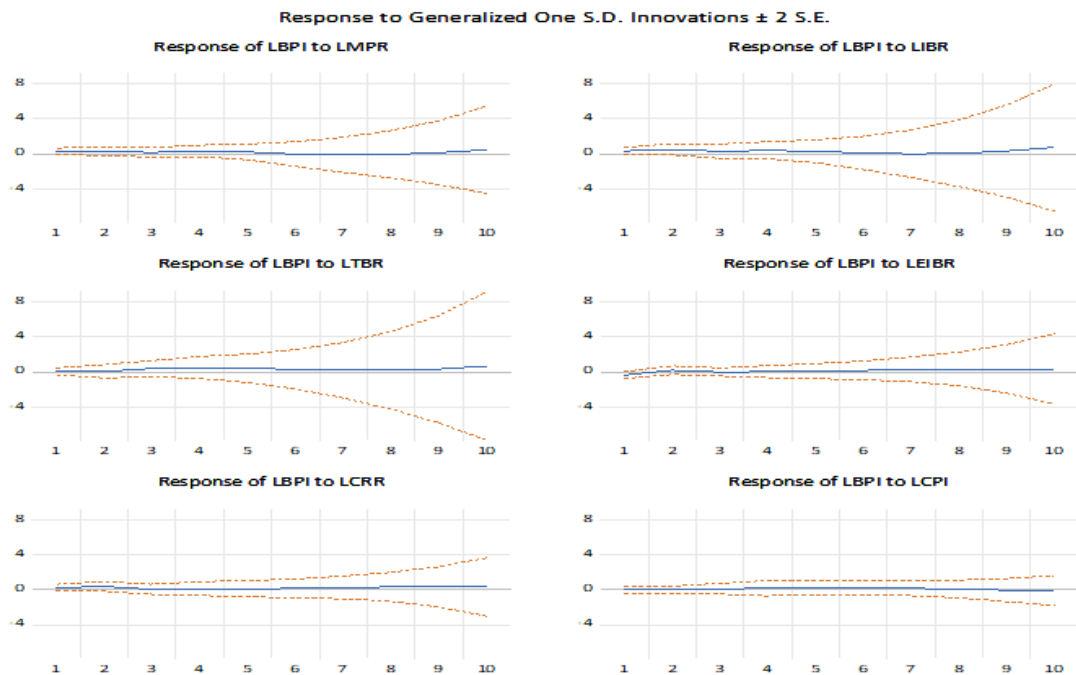 Response to Generalized One S.D. Innovations ± 2 S.E.
Response of LBPI to LMPR
8
4
0
-4
1 2 3 4 5 6 7 8 9 10
Response of LBPI to LIBR
8
4
0
-4
1 2 3 4 5 6 7 8 9 10
Response of LBPI to LTBR
8
4
0
-4
1 2 3 4 5 6 7 8 9 10
Response of LBPI to LEIBR
8
4
0
-4
1 2 3 4 5 6 7 8 9 10
Response of LBPI to LCRR
8
4
0
-4
1 2 3 4 5 6 7 8 9 10
Response of LBPI to LCPI
8
4
0
-4
1 2 3 4 5 6 7 8 9 10